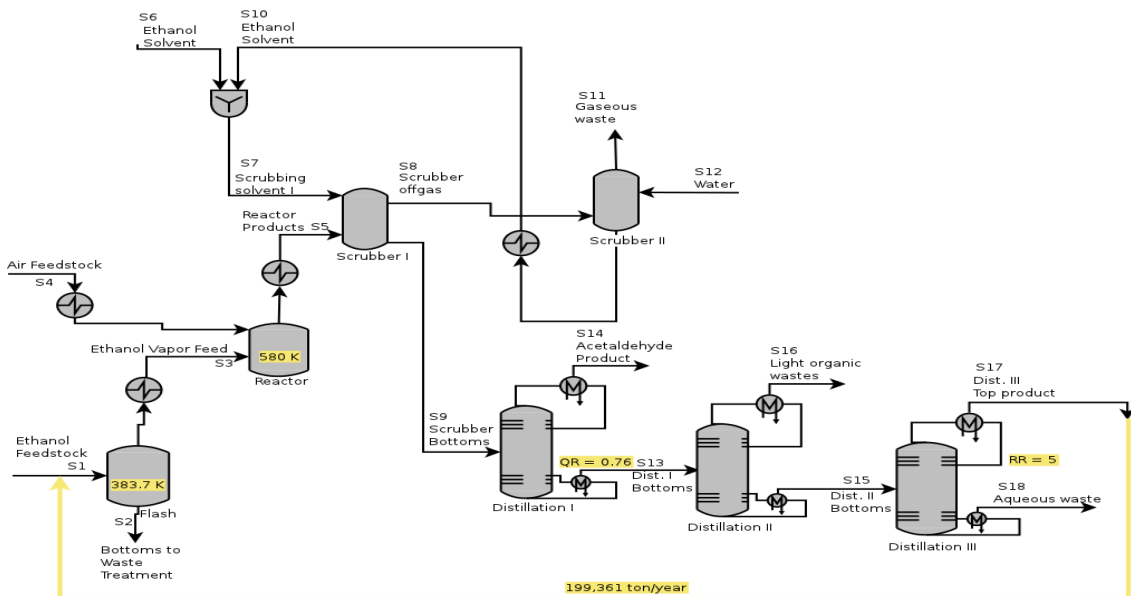 S6
Ethanol
Solvent
S10
Ethanol
Solvent
S11
Gaseous
waste
S7
Scrubbing
solvent I
S8
Scrubber
offgas
S12
Water
Reactor
Products S5
Scrubber I
Scrubber II
Air Feedstock
S4
Ethanol Vapor Feed
S3
580 K
Reactor
S14
Acetaldehyde
Product
S16
Light organic
wastes
S17
Dist. III
Top product
Ethanol
Feedstock
S1
383.7 K
Flash
S2
Bottoms to
Waste
Treatment
S9
Scrubber
Bottoms
QR = 0.76
S13
Dist. I
Bottoms
Distillation I
S15
Dist. II
Bottoms
Distillation II
RR = 5
S18
Aqueous waste
Distillation III
199,361 ton/year